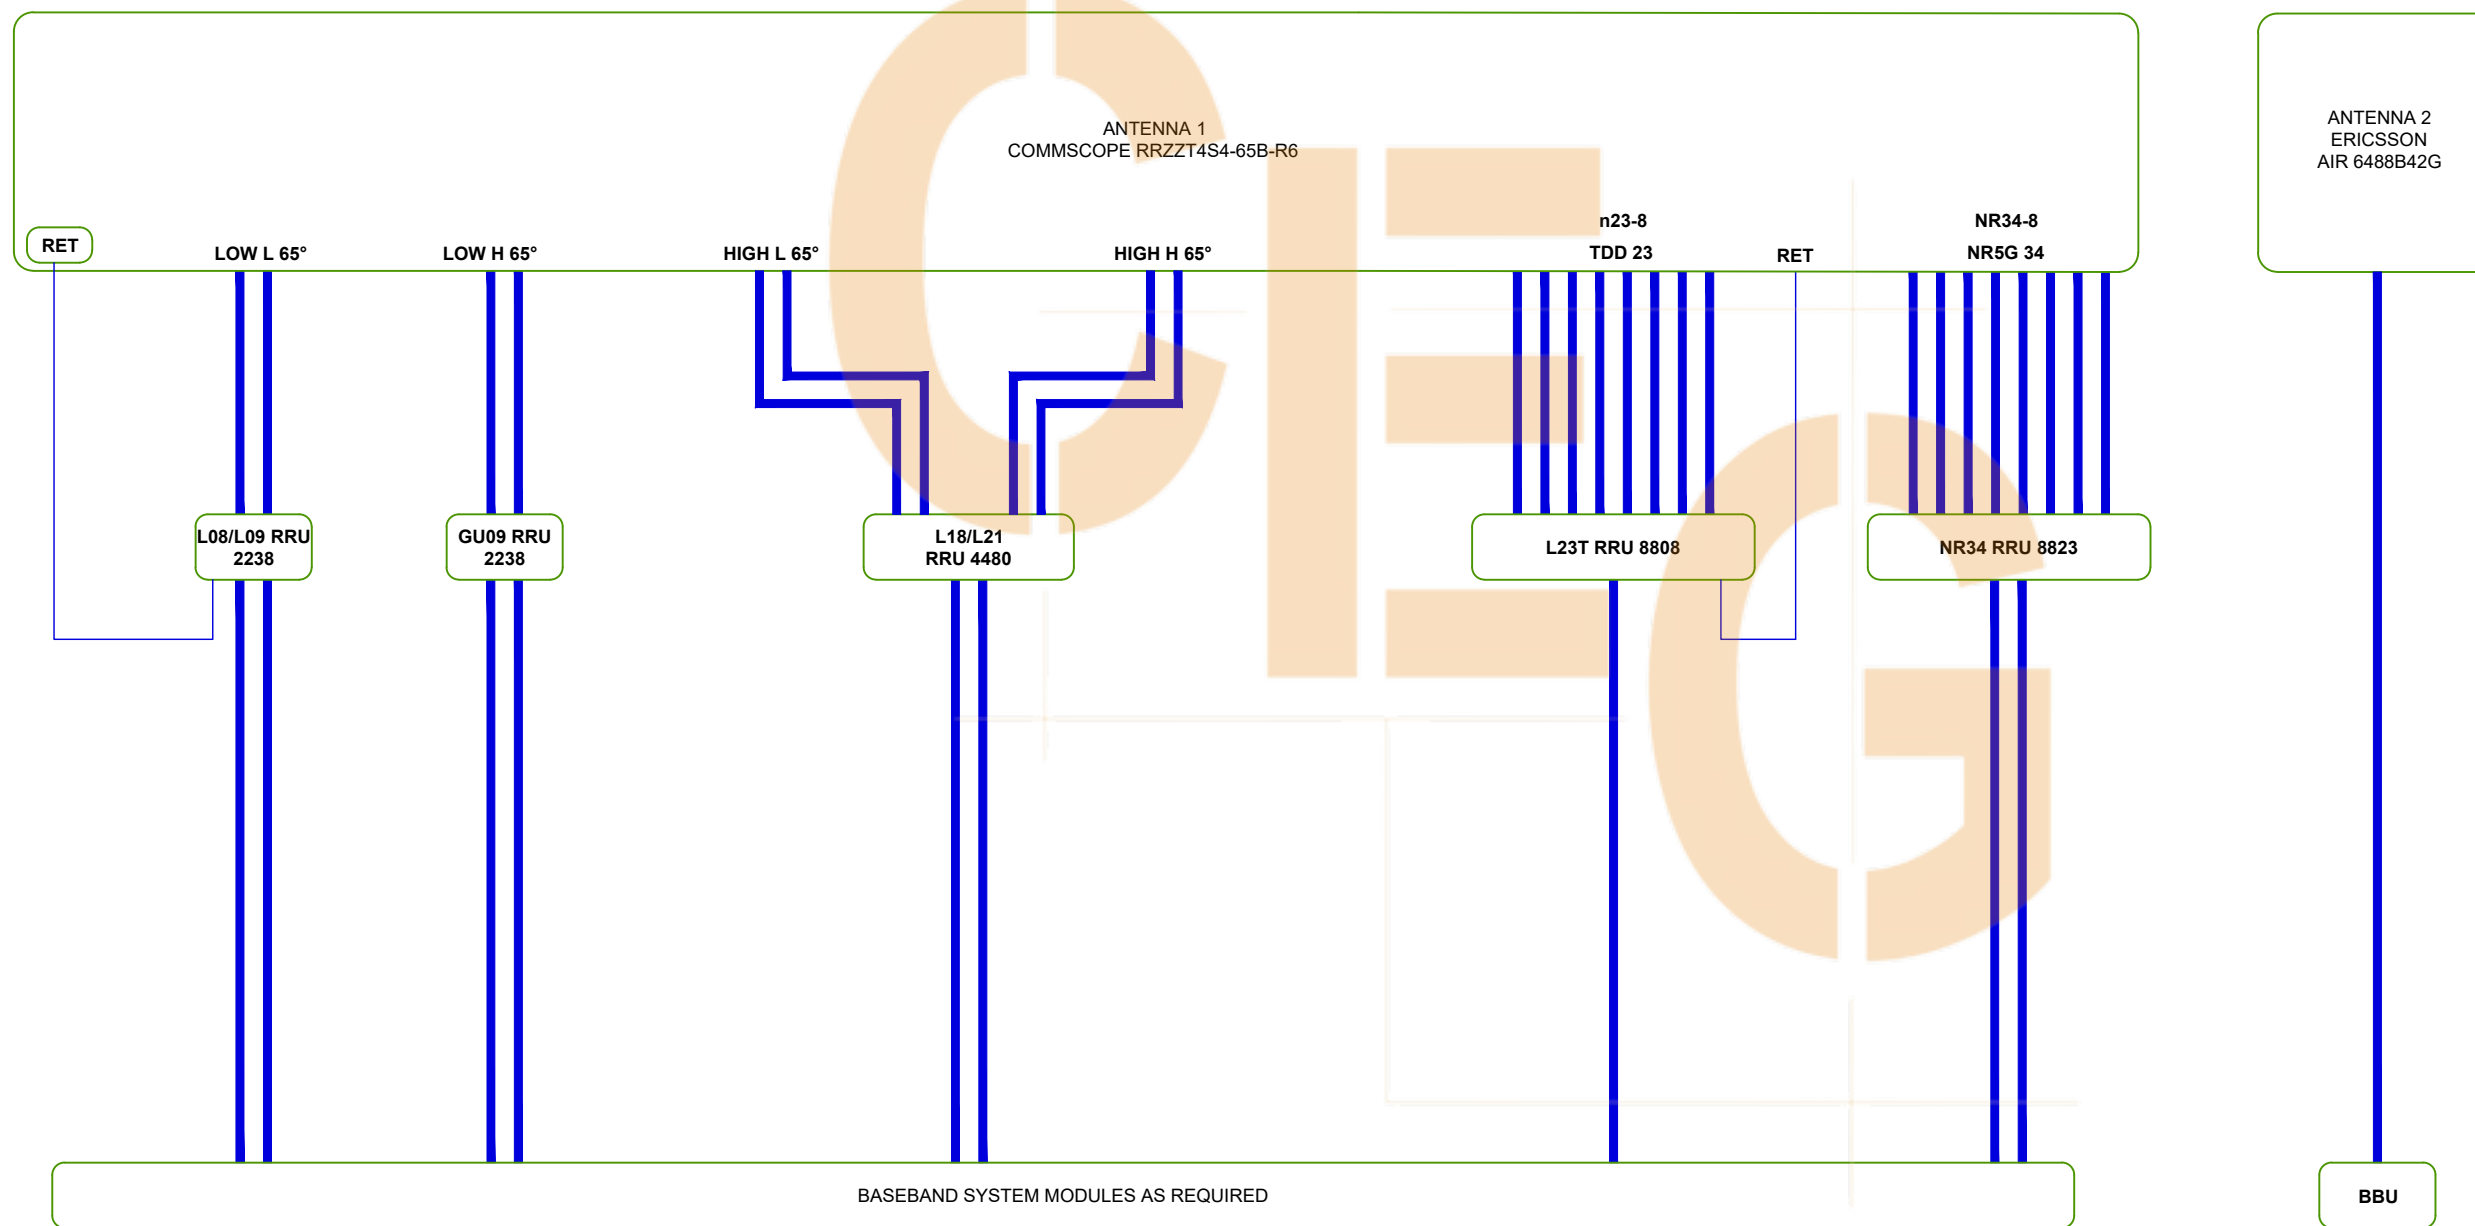 ANTENNA 1
COMMSCOPE RRZZT4S4-65B-R6
ANTENNA 2
ERICSSON
AIR 6488B42G
RET
LOW L 65°
LOW H 65°
HIGH L 65°
HIGH H 65°
n23-8
TDD 23
RET
NR34-8
NR5G 34
L08/L09 RRU
2238
GU09 RRU
2238
L18/L21
RRU 4480
L23T RRU 8808
NR34 RRU 8823
BASEBAND SYSTEM MODULES AS REQUIRED
BBU
CEG